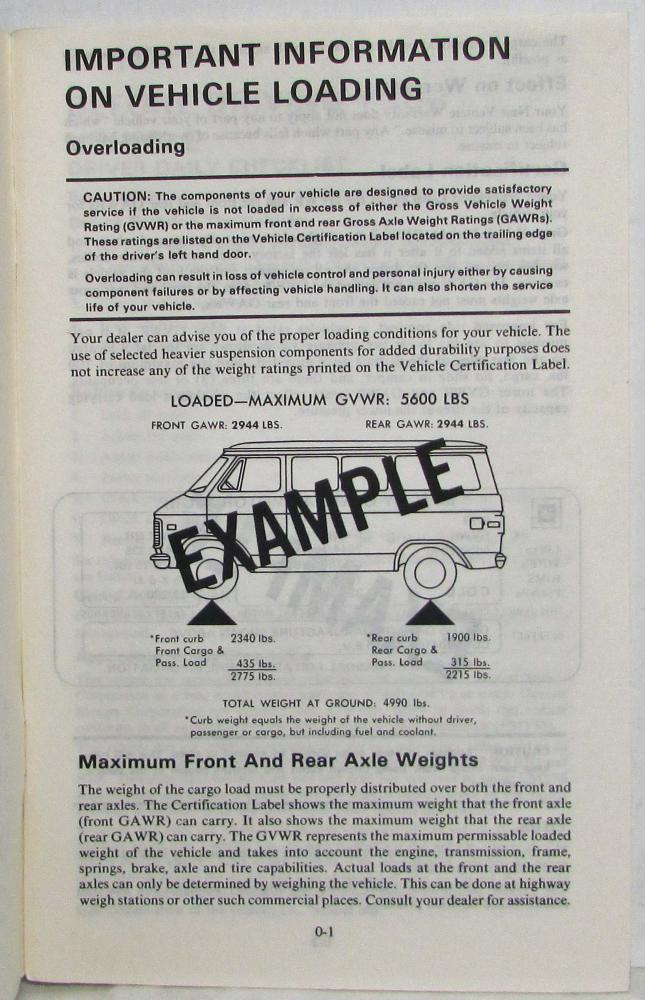 IMPORTANT INFORMATION
ON VEHICLE LOADING
Overloading
CAUTION: The components of your vehicle are designed to provide satisfactory
service if the vehicle is not loaded in excess of either the Gross Vehicle Weight
Rating (GVWR) or the maximum front and rear Gross Axle Weight Ratings (GAWRs).
These ratings are listed on the Vehicle Certification Label located on the trailing edge
of the driver's left hand door.
Overloading can result in loss of vehicle control and personal injury either by causing
component failures or by affecting vehicle handling. It can also shorten the service
life of your vehicle.
Your dealer can advise you of the proper loading conditions for your vehicle. The
use of selected heavier suspension components for added durability purposes does
not increase any of the weight ratings printed on the Vehicle Certification Label.
LOADED—MAXIMUM GVWR: 5600 LBS
FRONT GAWR: 2944 LBS. REAR GAWR: 2944 LBS.
EXAMPLE
*Front curb 2340 lbs. *Rear curb 1900 lbs.
Front Cargo & Rear Cargo &
Pass. Load 435 lbs. Pass. Load 315 lbs.
2775 lbs. 2215 lbs.
TOTAL WEIGHT AT GROUND: 4990 lbs.
*Curb weight equals the weight of the vehicle without driver,
passenger or cargo, but including fuel and coolant.
Maximum Front And Rear Axle Weights
The weight of the cargo load must be properly distributed over both the front and
rear axles. The Certification Label shows the maximum weight that the front axle
(front GAWR) can carry. It also shows the maximum weight that the rear axle
(rear GAWR) can carry. The GVWR represents the maximum permissable loaded
weight of the vehicle and takes into account the engine, transmission, frame,
springs, brake, axle and tire capabilities. Actual loads at the front and the rear
axles can only be determined by weighing the vehicle. This can be done at highway
weigh stations or other such commercial places. Consult your dealer for assistance.
0-1